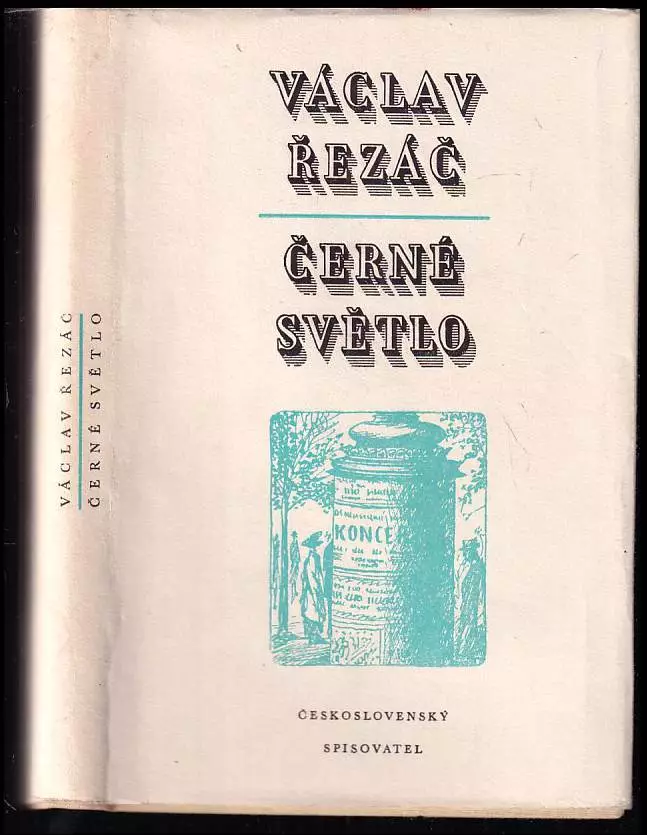 VÁCLAV
ŘEZÁČ
ČERNÉ
SVĚTLO
KONCE
ČESKOSLOVENSKÝ
SPISOVATEL
VÁCLAV ŘEZÁČ
ČERNÉ SVĚTLO